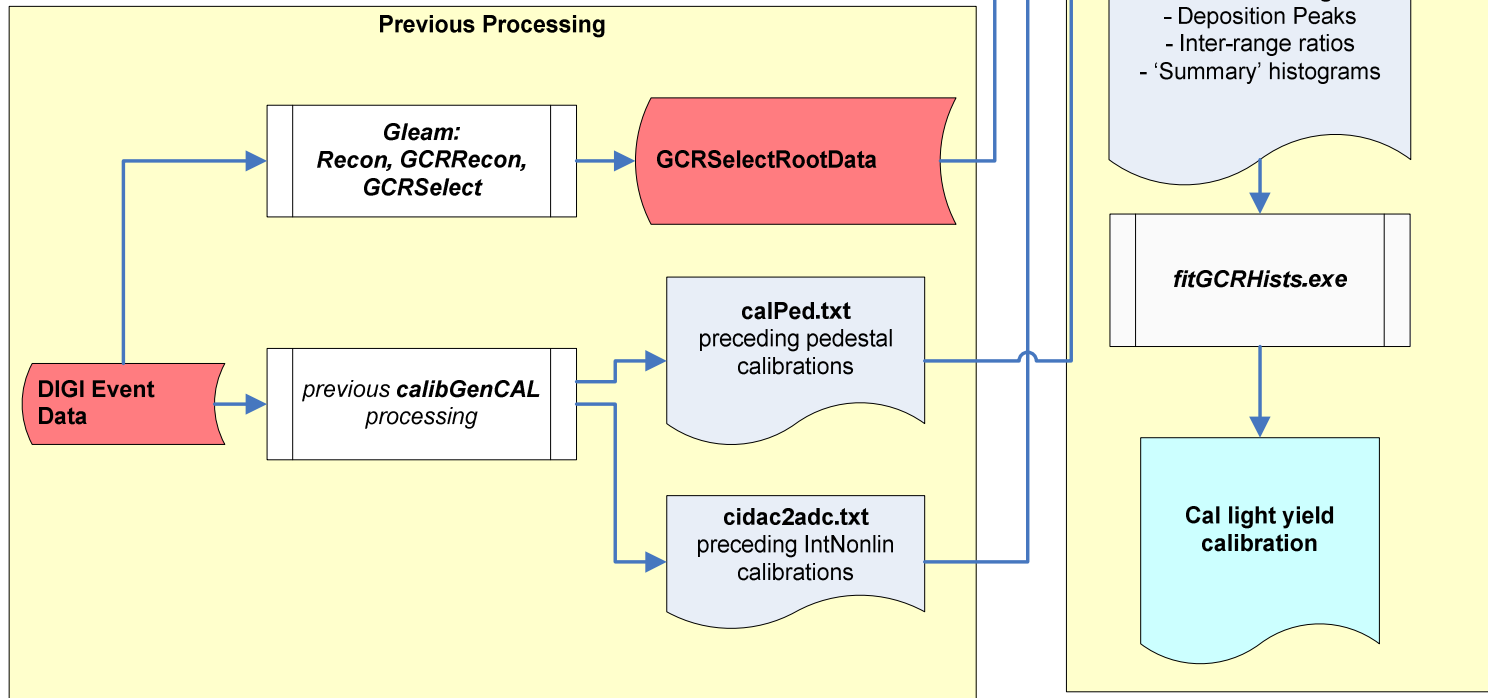 Previous Processing
Gleam:
Recon, GCRRecon,
GCRSelect
GCRSelectRootData
DIGI Event
Data
previous calibGenCAL
processing
calPed.txt
preceding pedestal
calibrations
cidac2adc.txt
preceding IntNonlin
calibrations
- Deposition Peaks
- Inter-range ratios
- ‘Summary’ histograms
fitGCRHists.exe
Cal light yield
calibration